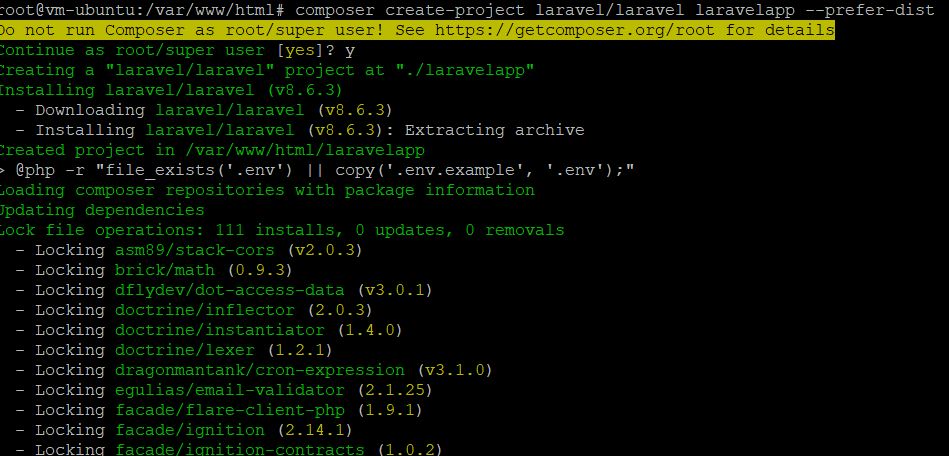 root@vm-ubuntu:/var/www/html# composer create-project laravel/laravel laravelapp --prefer-dist
Do not run Composer as root/super user! See https://getcomposer.org/root for details
Continue as root/super user [yes]? y
Creating a "laravel/laravel" project at "./laravelapp"
Installing laravel/laravel (v8.6.3)
  - Downloading laravel/laravel (v8.6.3)
  - Installing laravel/laravel (v8.6.3): Extracting archive
Created project in /var/www/html/laravelapp
> @php -r "file_exists('.env') || copy('.env.example', '.env');"
Loading composer repositories with package information
Updating dependencies
Lock file operations: 111 installs, 0 updates, 0 removals
  - Locking asm89/stack-cors (v2.0.3)
  - Locking brick/math (0.9.3)
  - Locking dflydev/dot-access-data (v3.0.1)
  - Locking doctrine/inflector (2.0.3)
  - Locking doctrine/instantiator (1.4.0)
  - Locking doctrine/lexer (1.2.1)
  - Locking dragonmantank/cron-expression (v3.1.0)
  - Locking egulias/email-validator (2.1.25)
  - Locking facade/flare-client-php (1.9.1)
  - Locking facade/ignition (2.14.1)
  - Locking facade/ignition-contracts (1.0.2)